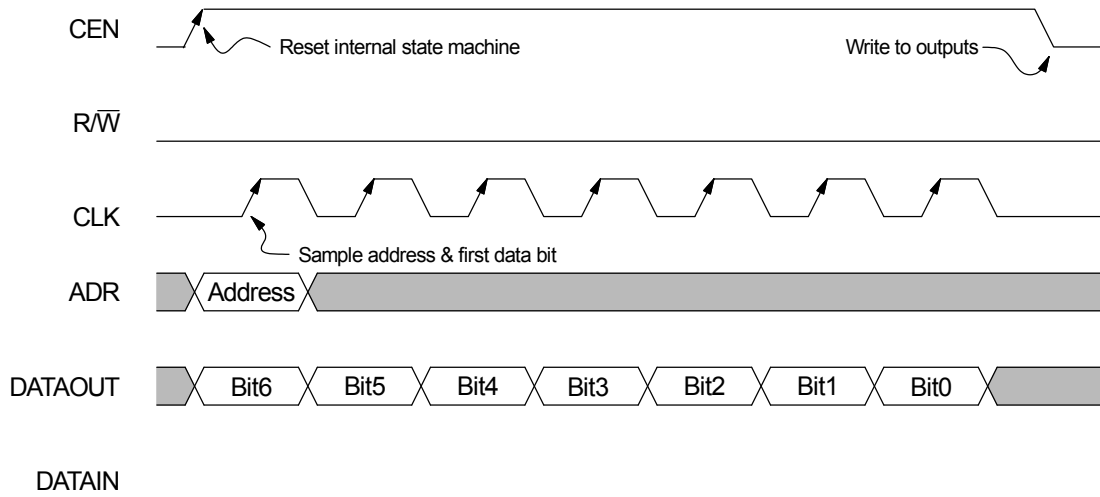 CEN
Reset internal state machine
Write to outputs
R/W̅
CLK
Sample address & first data bit
ADR
Address
DATAOUT
Bit6 Bit5 Bit4 Bit3 Bit2 Bit1 Bit0
DATAIN